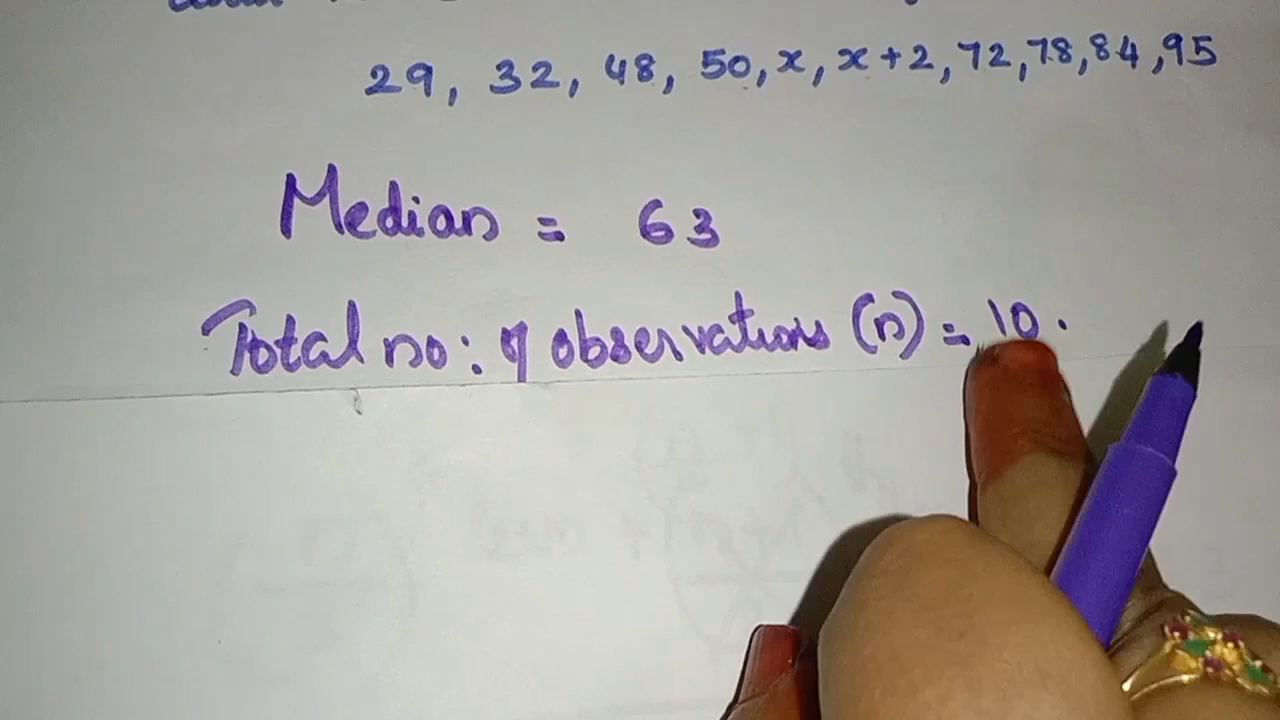 29, 32, 48, 50, x, x+2, 72, 78, 84, 95
Median = 63
Total no: of observations (n) = 10.